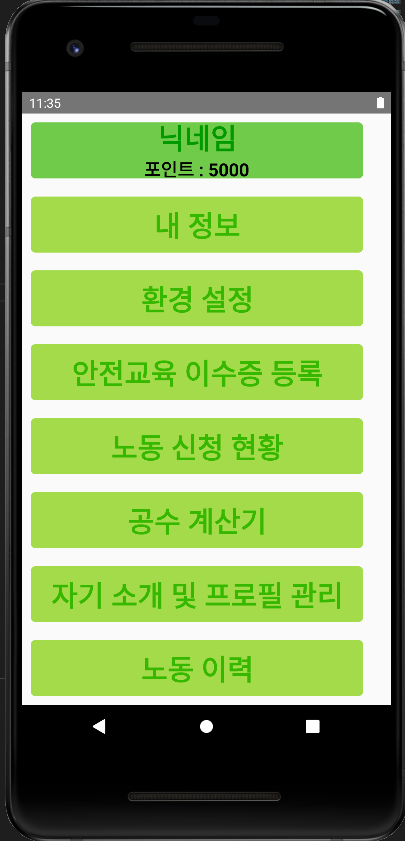 11:35
닉네임
포인트 : 5000
내 정보
환경 설정
안전교육 이수증 등록
노동 신청 현황
공수 계산기
자기 소개 및 프로필 관리
노동 이력